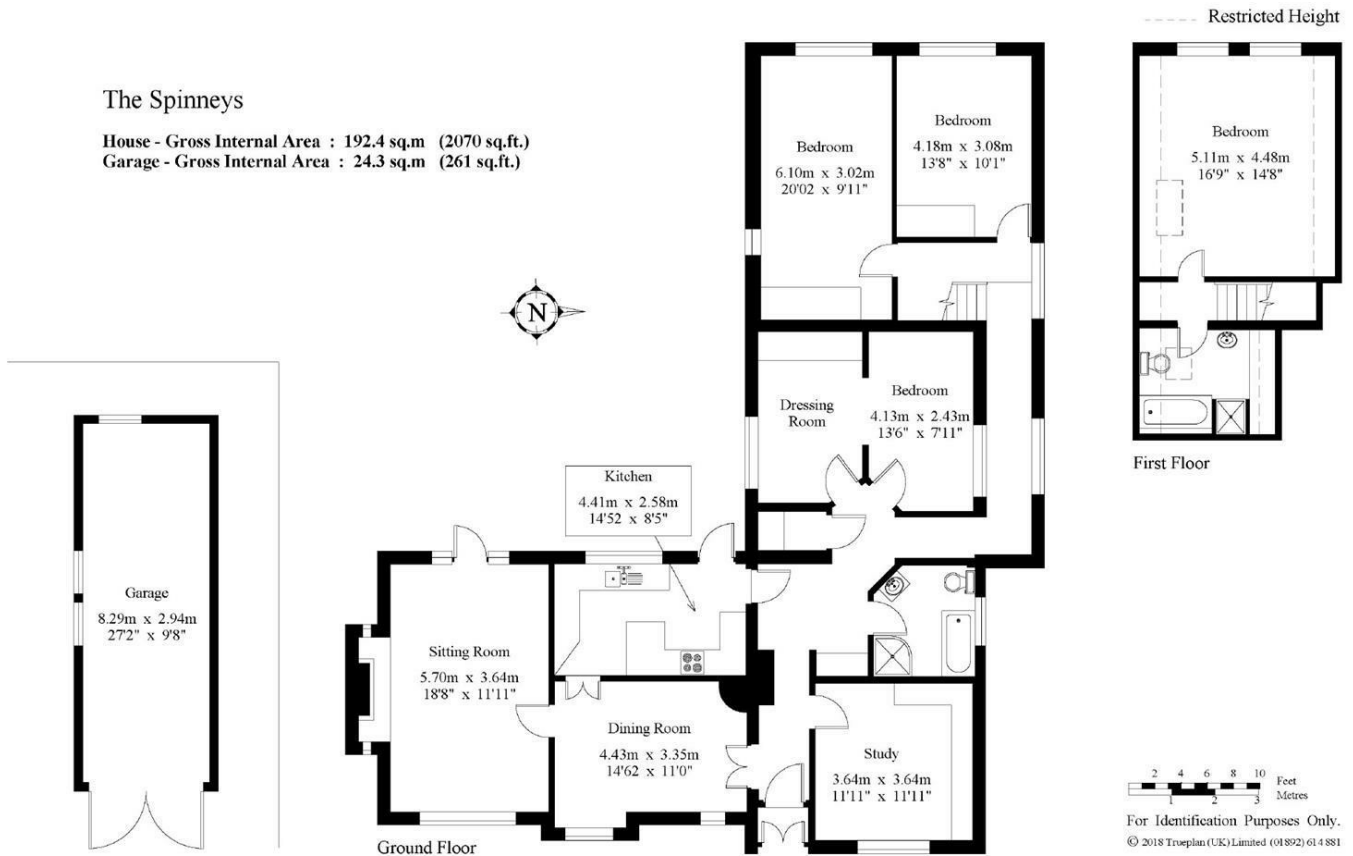 Restricted Height
The Spinneys
House - Gross Internal Area : 192.4 sq.m (2070 sq.ft.)
Garage - Gross Internal Area : 24.3 sq.m (261 sq.ft.)
N
Bedroom
6.10m x 3.02m
20'02 x 9'11"
Bedroom
4.18m x 3.08m
13'8" x 10'1"
Bedroom
5.11m x 4.48m
16'9" x 14'8"
First Floor
Dressing
Room
Bedroom
4.13m x 2.43m
13'6" x 7'11"
Kitchen
4.41m x 2.58m
14'52 x 8'5"
Garage
8.29m x 2.94m
27'2" x 9'8"
Sitting Room
5.70m x 3.64m
18'8" x 11'11"
Dining Room
4.43m x 3.35m
14'62 x 11'0"
Study
3.64m x 3.64m
11'11" x 11'11"
Ground Floor
2 4 6 8 10 Feet
1 2 3 Metres
For Identification Purposes Only.
© 2018 Trueplan (UK) Limited (01892) 614 881